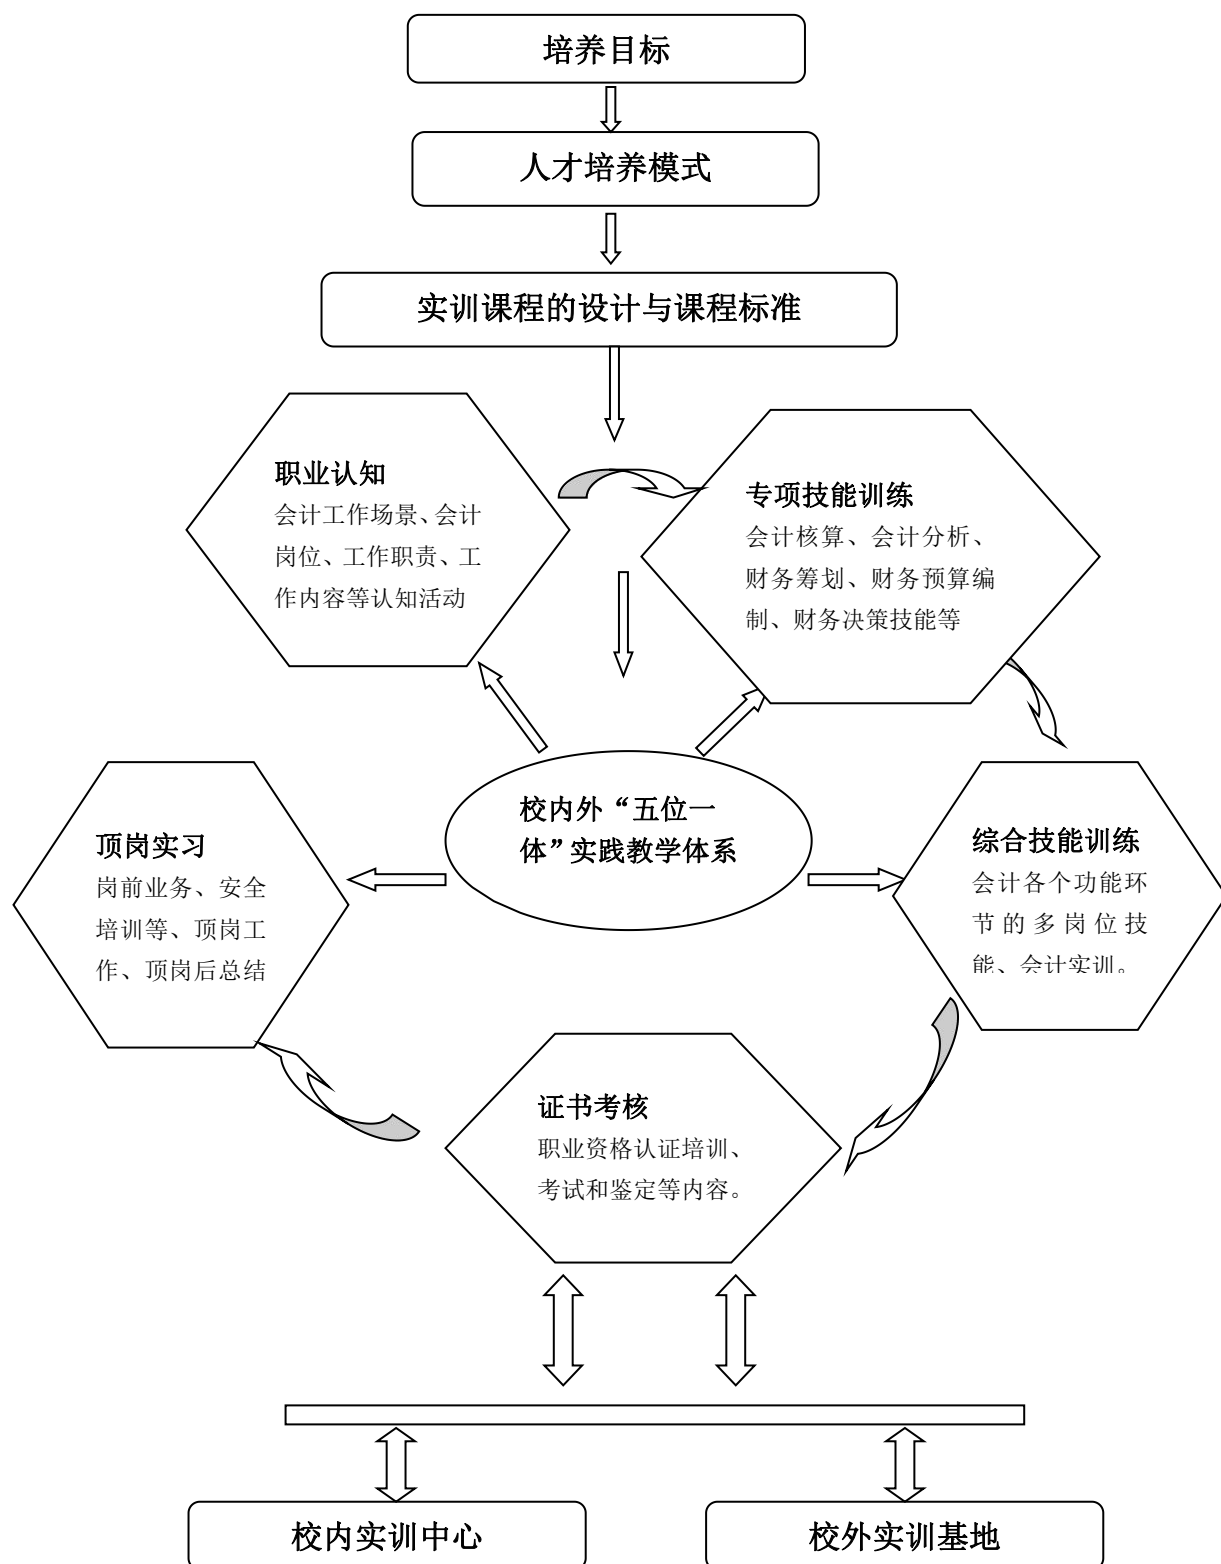 培养目标
人才培养模式
实训课程的设计与课程标准
职业认知
会计工作场景、会计
岗位、工作职责、工
作内容等认知活动
专项技能训练
会计核算、会计分析、
财务筹划、财务预算编
制、财务决策技能等
校内外“五位一
体”实践教学体系
顶岗实习
岗前业务、安全
培训等、顶岗工
作、顶岗后总结
综合技能训练
会计各个功能环
节的多岗位技
能、会计实训。
证书考核
职业资格认证培训、
考试和鉴定等内容。
校内实训中心
校外实训基地